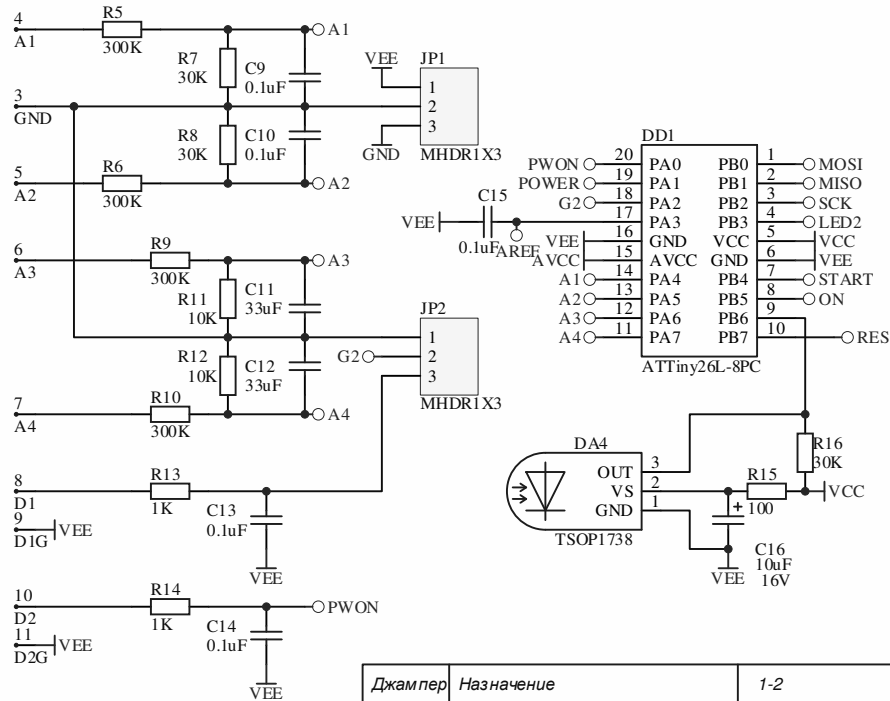 4
A1
R5
300K
A1
R7
30K
C9
0.1uF
VEE
JP1
1
2
3
MHDR1X3
GND
3
GND
R8
30K
C10
0.1uF
5
A2
R6
300K
A2
6
A3
R9
300K
A3
R11
10K
C11
33uF
R12
10K
C12
33uF
G2
JP2
1
2
3
MHDR1X3
7
A4
R10
300K
A4
8
D1
R13
1K
C13
0.1uF
VEE
9
D1G
VEE
10
D2
R14
1K
PWON
C14
0.1uF
VEE
11
D2G
VEE
DD1
PWON 20 PA0 PB0 1 MOSI
POWER 19 PA1 PB1 2 MISO
G2 18 PA2 PB2 3 SCK
17 PA3 PB3 4 LED2
VEE 16 GND VCC 5 VCC
AVCC 15 AVCC GND 6 VEE
A1 14 PA4 PB4 7 START
A2 13 PA5 PB5 8 ON
A3 12 PA6 PB6 9
A4 11 PA7 PB7 10 RES
ATTiny26L-8PC
VEE
C15
0.1uF
AREF
DA4
OUT 3
VS 2
GND 1
TSOP1738
R15
100
R16
30K
VCC
C16
10uF
16V
+
VEE
Джампер Назначение 1-2